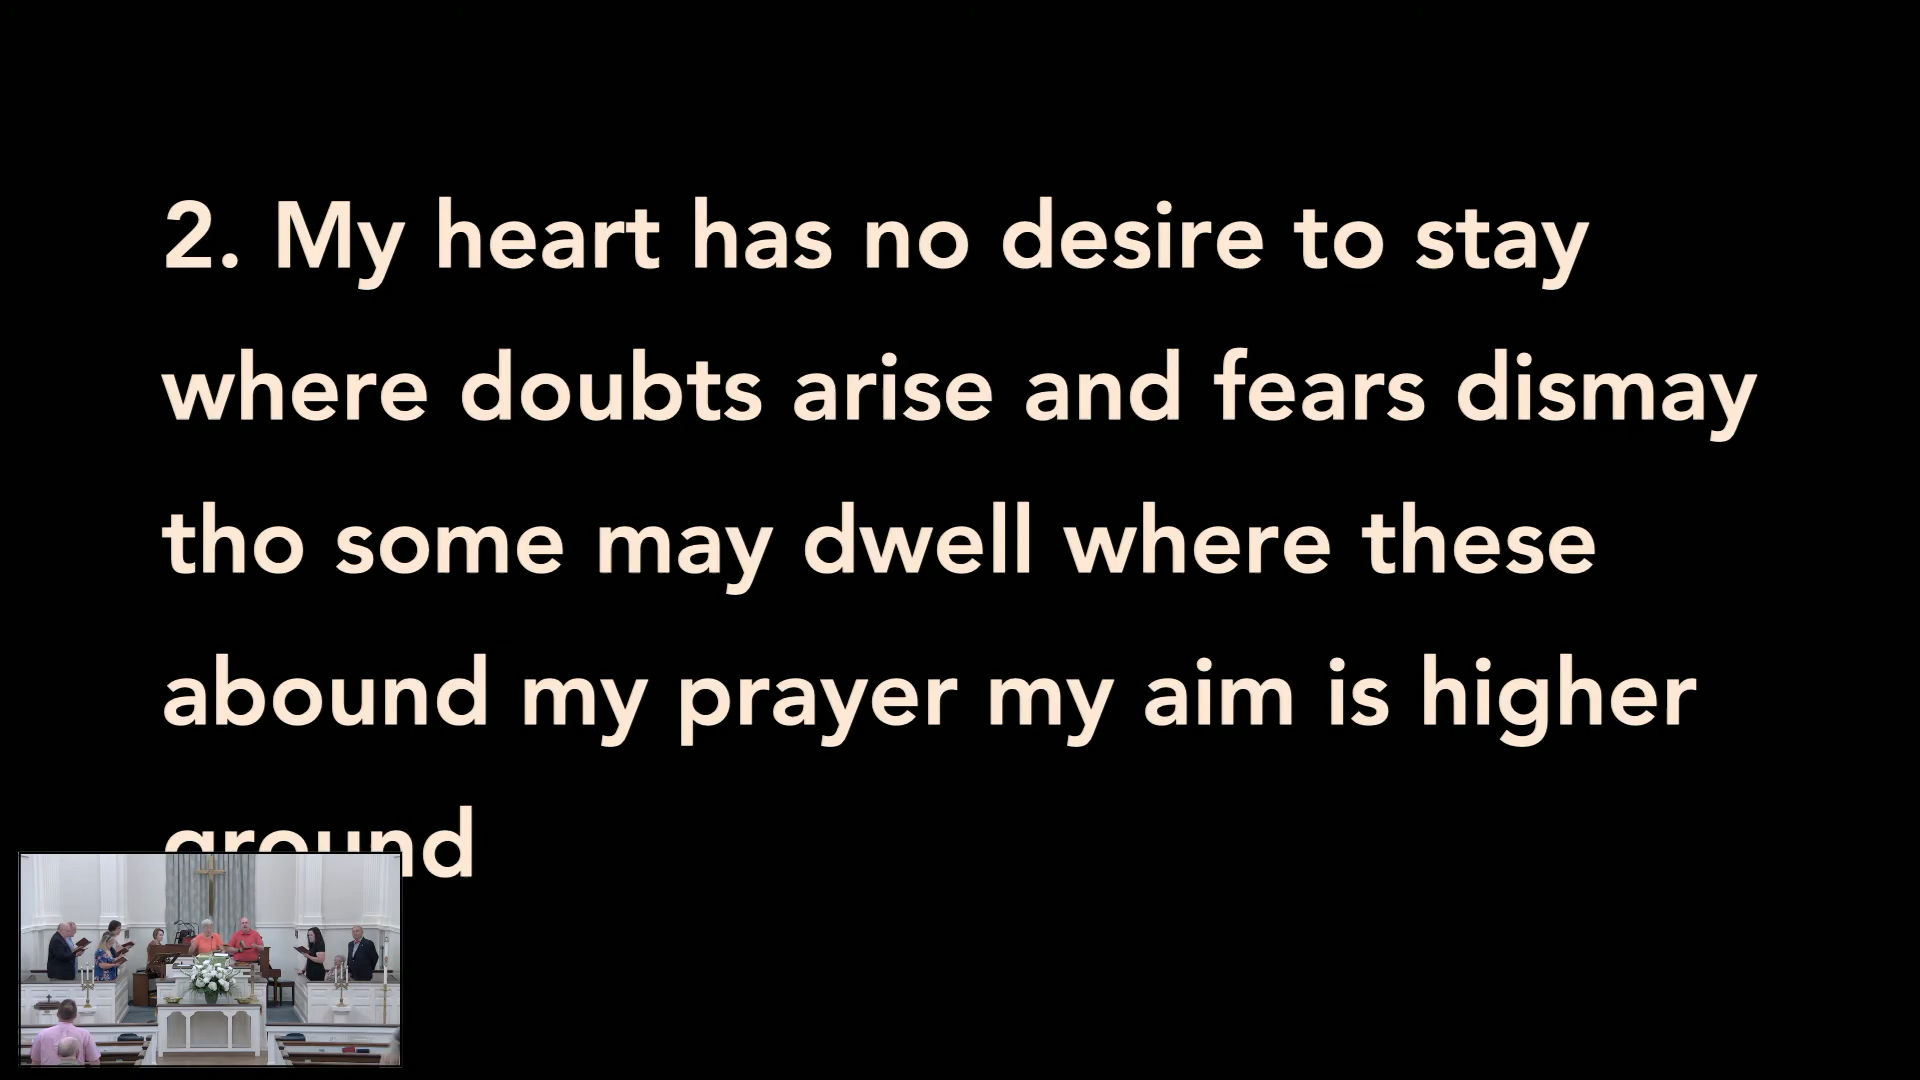 2. My heart has no desire to stay
where doubts arise and fears dismay
tho some may dwell where these
abound my prayer my aim is higher
ground